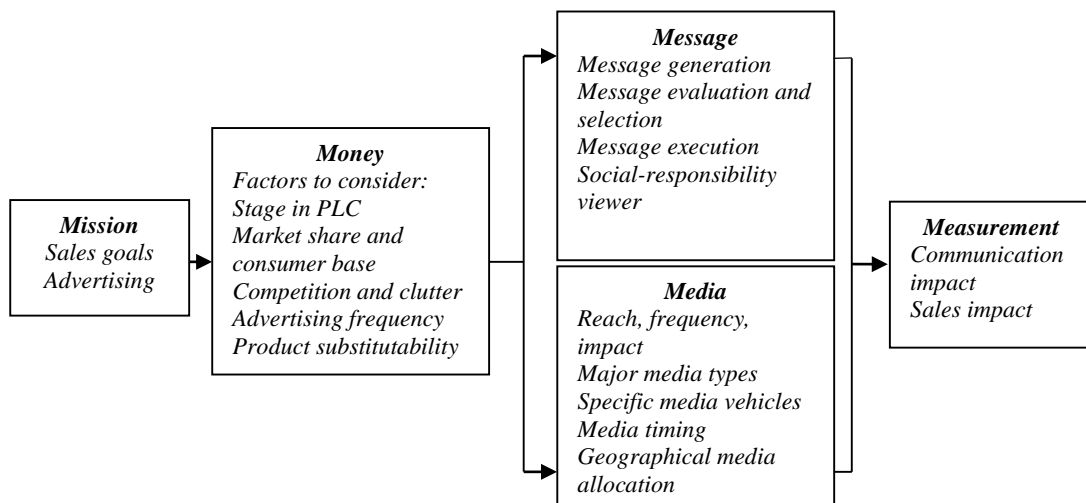 Mission
Sales goals
Advertising
Money
Factors to consider:
Stage in PLC
Market share and
consumer base
Competition and clutter
Advertising frequency
Product substitutability
Message
Message generation
Message evaluation and
selection
Message execution
Social-responsibility
viewer
Media
Reach, frequency,
impact
Major media types
Specific media vehicles
Media timing
Geographical media
allocation
Measurement
Communication
impact
Sales impact